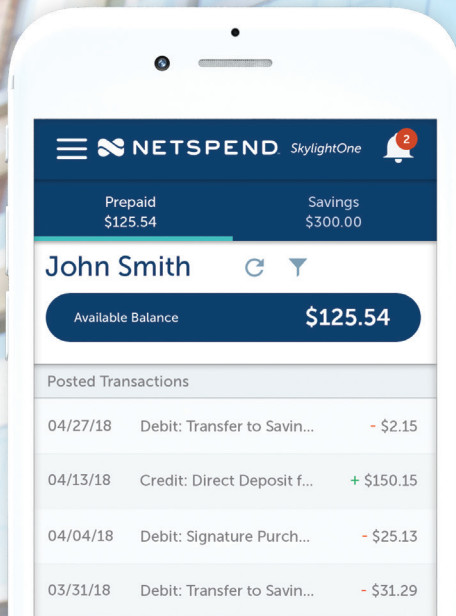 NETSPEND SkylightOne 2
Prepaid Savings
$125.54 $300.00
John Smith
Available Balance $125.54
Posted Transactions
04/27/18 Debit: Transfer to Savin... - $2.15
04/13/18 Credit: Direct Deposit f... + $150.15
04/04/18 Debit: Signature Purch... - $25.13
03/31/18 Debit: Transfer to Savin... - $31.29